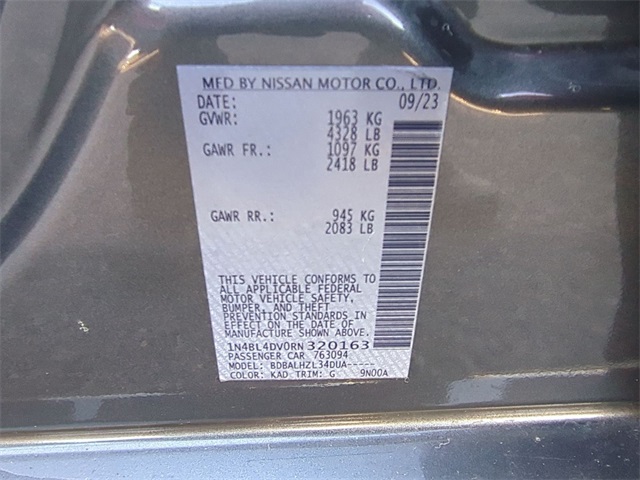 MFD BY NISSAN MOTOR CO., LTD.
DATE: 09/23
GVWR: 1963 KG
4328 LB
GAWR FR.: 1097 KG
2418 LB
GAWR RR.: 945 KG
2083 LB
THIS VEHICLE CONFORMS TO
ALL APPLICABLE FEDERAL
MOTOR VEHICLE SAFETY,
BUMPER, AND THEFT
PREVENTION STANDARDS IN
EFFECT ON THE DATE OF
MANUFACTURE SHOWN ABOVE.
1N4BL4DV0RN320163
PASSENGER CAR 763094
MODEL: BDBALHZL34DUA-----
COLOR: KAD TRIM: G 9N00A